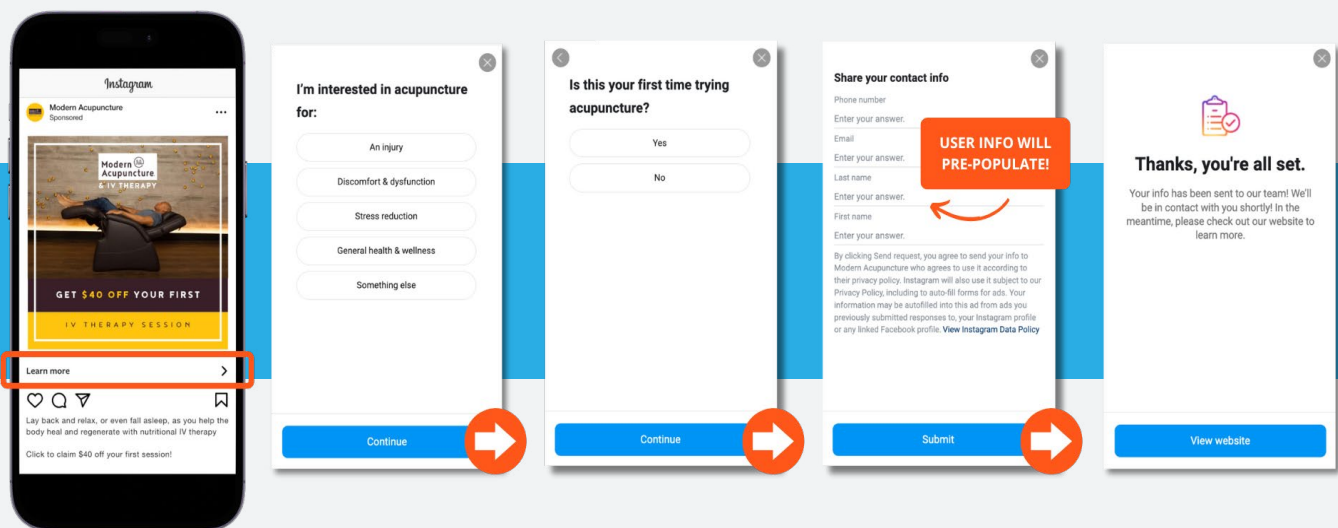 Instagram
Modern Acupuncture
Sponsored
Modern
Acupuncture
& IV THERAPY
GET $40 OFF YOUR FIRST
IV THERAPY SESSION
Learn more
Lay back and relax, or even fall asleep, as you help the
body heal and regenerate with nutritional IV therapy
Click to claim $40 off your first session!
I'm interested in acupuncture
for:
An injury
Discomfort & dysfunction
Stress reduction
General health & wellness
Something else
Continue
Is this your first time trying
acupuncture?
Yes
No
Continue
Share your contact info
Phone number
Enter your answer.
Email
Enter your answer.
Last name
Enter your answer.
First name
Enter your answer.
USER INFO WILL
PRE-POPULATE!
By clicking Send request, you agree to send your info to
Modern Acupuncture who agrees to use it according to
their privacy policy. Instagram will also use it subject to our
Privacy Policy, including to auto-fill forms for ads. Your
information may be autofilled into this ad from ads you
previously submitted responses to, your Instagram profile
or any linked Facebook profile. View Instagram Data Policy
Submit
Thanks, you're all set.
Your info has been sent to our team! We'll
be in contact with you shortly! In the
meantime, please check out our website to
learn more.
View website